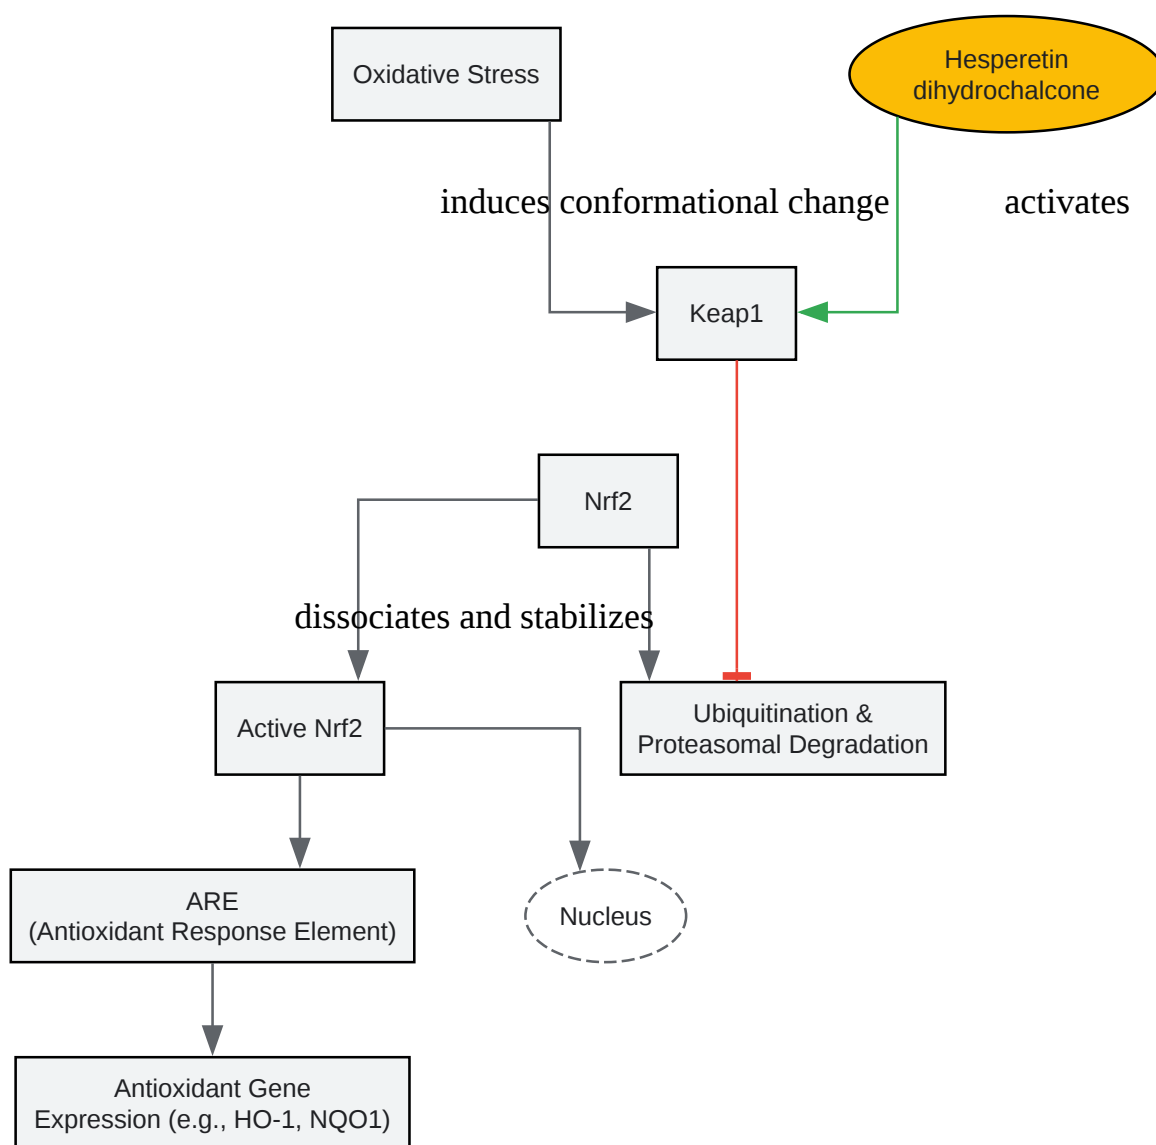 Oxidative Stress
Hesperetin
dihydrochalcone
induces conformational change
activates
Keap1
Nrf2
dissociates and stabilizes
Active Nrf2
Ubiquitination &
Proteasomal Degradation
ARE
(Antioxidant Response Element)
Nucleus
Antioxidant Gene
Expression (e.g., HO-1, NQO1)